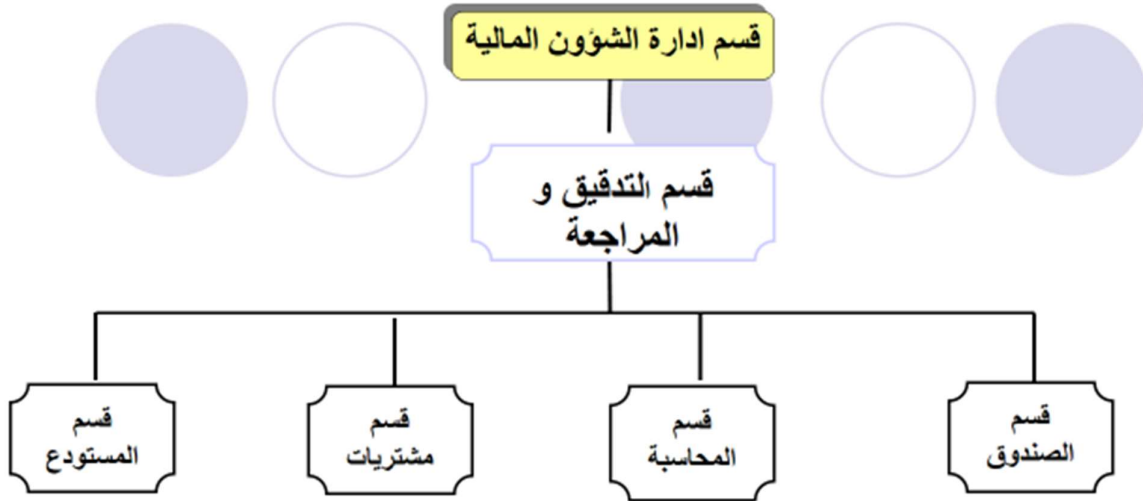 قسم ادارة الشؤون المالية
قسم التدقيق و
المراجعة
قسم
الصندوق
قسم
المحاسبة
قسم
مشتريات
قسم
المستودع